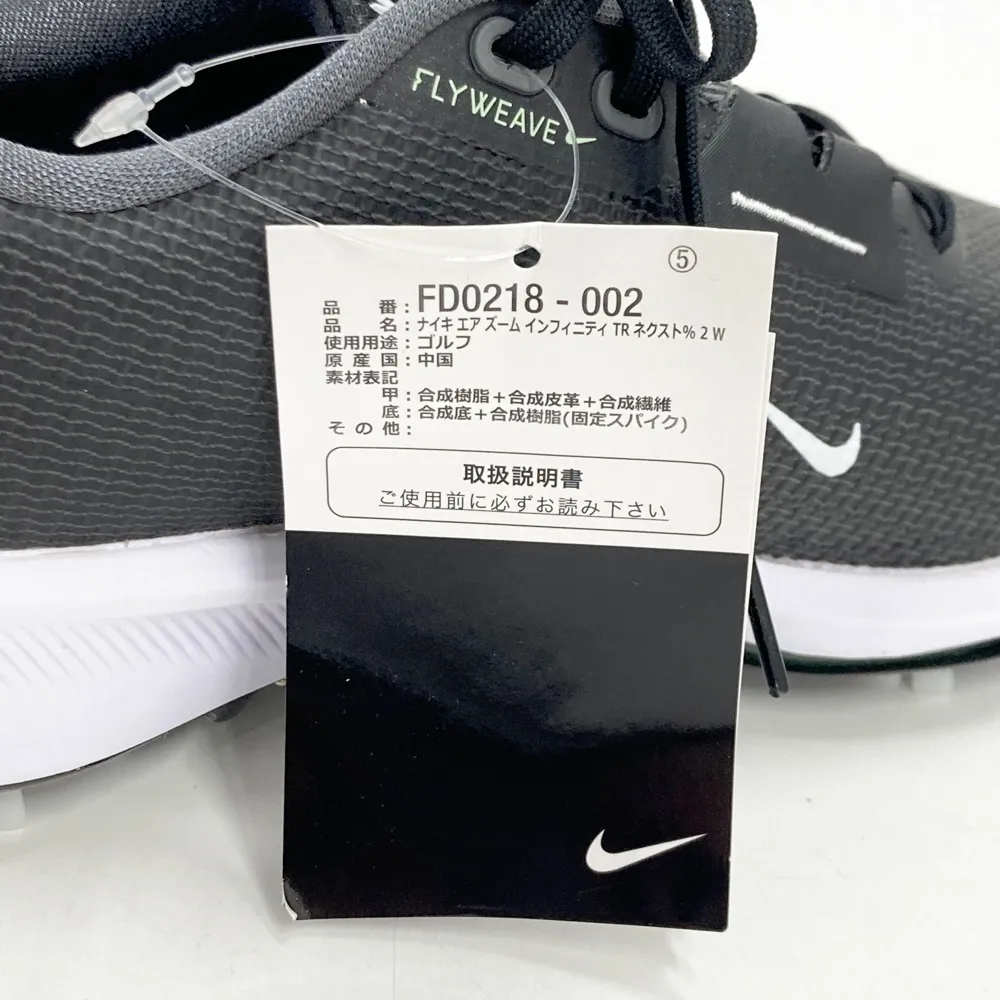 FLYWEAVE
⑤
品番：FD0218 - 002
品名：ナイキ エア ズーム インフィニティ TR ネクスト% 2 W
使用用途：ゴルフ
原産国：中国
素材表記
甲：合成樹脂＋合成皮革＋合成繊維
底：合成底＋合成樹脂(固定スパイク)
その他：
取扱説明書
ご使用前に必ずお読み下さい